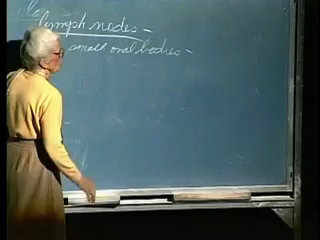 lymph nodes -
small oval bodies -